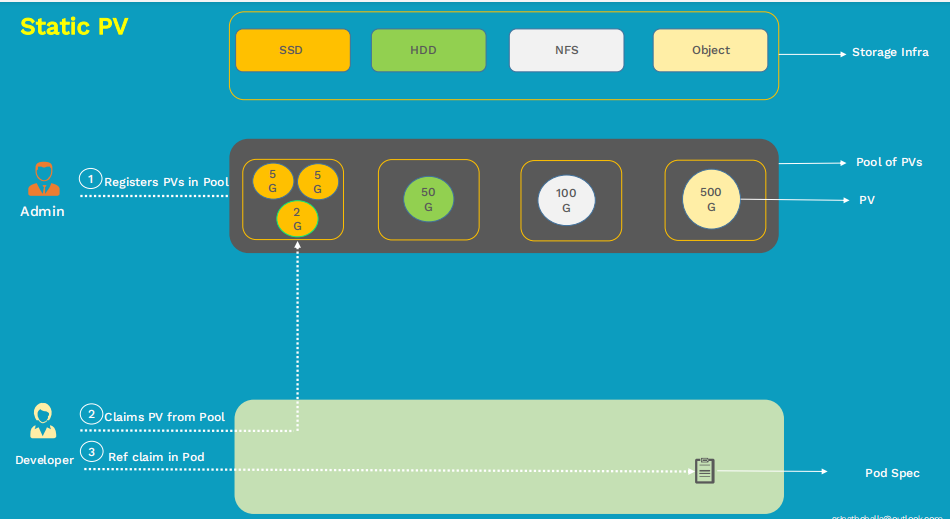 Static PV
SSD
HDD
NFS
Object
Storage Infra
Pool of PVs
1
Registers PVs in Pool
Admin
5
G
5
G
2
G
50
G
100
G
500
G
PV
2
Claims PV from Pool
3
Ref claim in Pod
Developer
Pod Spec